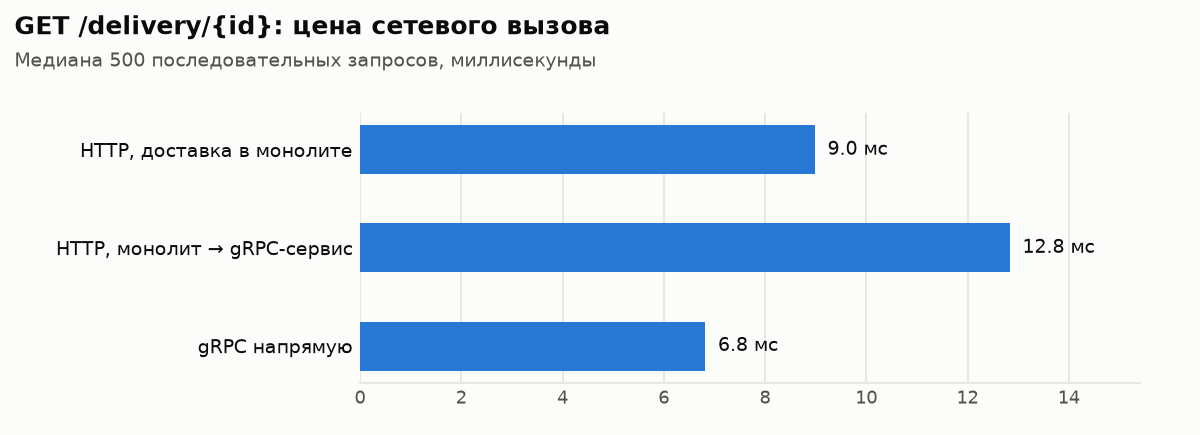 GET /delivery/{id}: цена сетевого вызова
Медиана 500 последовательных запросов, миллисекунды
HTTP, доставка в монолите
9.0 мс
HTTP, монолит → gRPC-сервис
12.8 мс
gRPC напрямую
6.8 мс
0 2 4 6 8 10 12 14